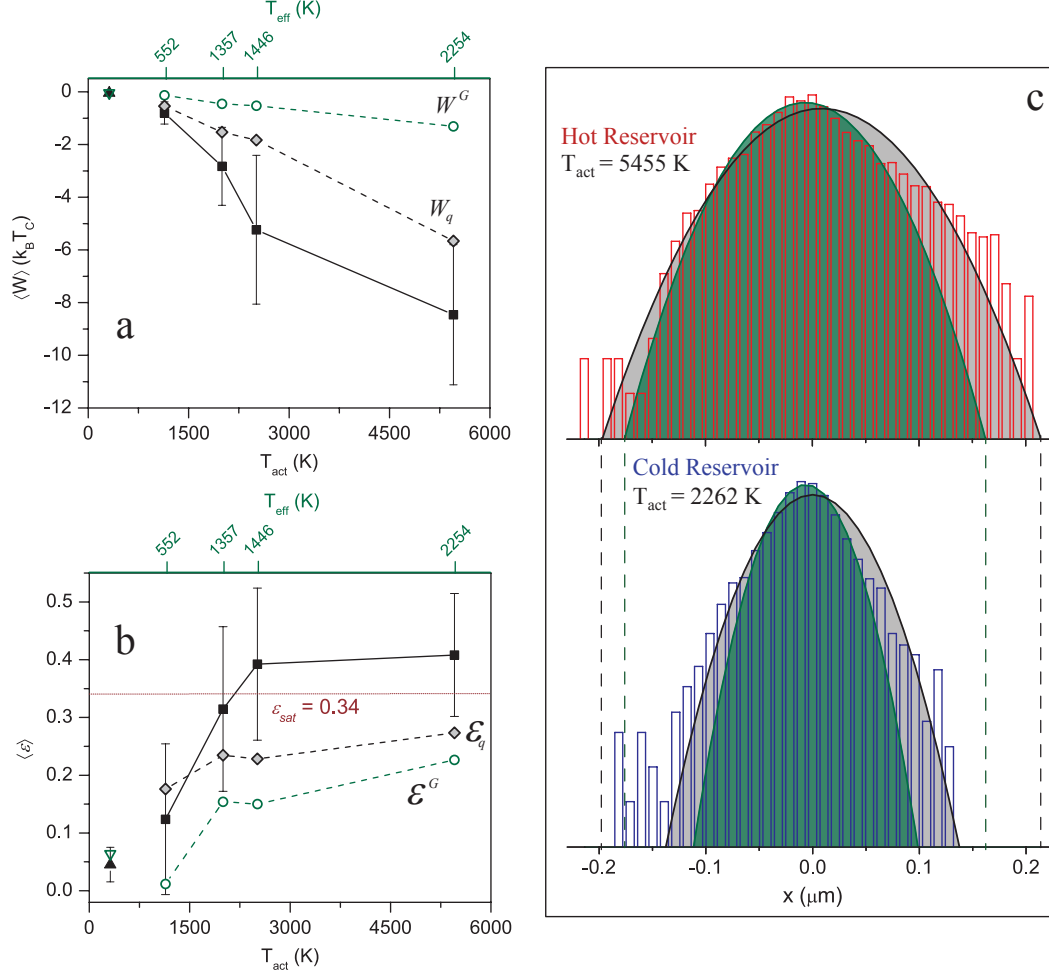 T_eff (K)
552 1357 1446 2254
0
-2
-4
-6
-8
-10
-12
⟨W⟩ (k_B T_C)
W^G
W_q
a
0 1500 3000 4500 6000
T_act (K)
T_eff (K)
552 1357 1446 2254
0.5
0.4
0.3
0.2
0.1
0.0
⟨ε⟩
b
ε_sat = 0.34
ε_q
ε^G
0 1500 3000 4500 6000
T_act (K)
c
Hot Reservoir
T_act = 5455 K
Cold Reservoir
T_act = 2262 K
-0.2 -0.1 0.0 0.1 0.2
x (μm)